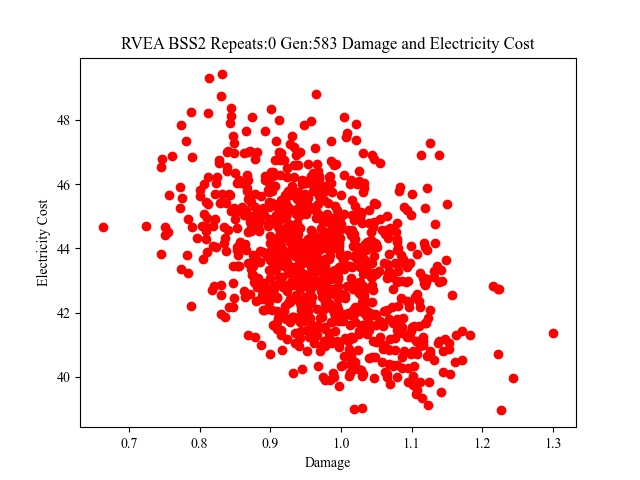 RVEA BSS2 Repeats:0 Gen:583 Damage and Electricity Cost
Electricity Cost
48
46
44
42
40
0.7 0.8 0.9 1.0 1.1 1.2 1.3
Damage